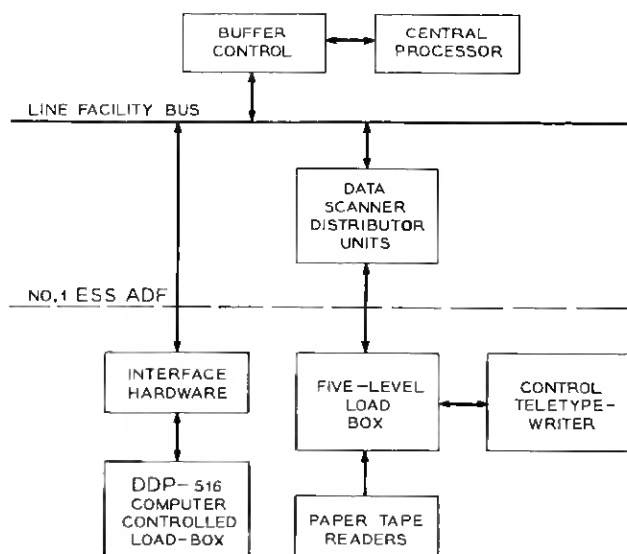 BUFFER
CONTROL
CENTRAL
PROCESSOR
LINE FACILITY BUS
DATA
SCANNER
DISTRIBUTOR
UNITS
NO.1 ESS ADF
INTERFACE
HARDWARE
FIVE-LEVEL
LOAD
BOX
CONTROL
TELETYPE-
WRITER
DDP-516
COMPUTER
CONTROLLED
LOAD-BOX
PAPER TAPE
READERS